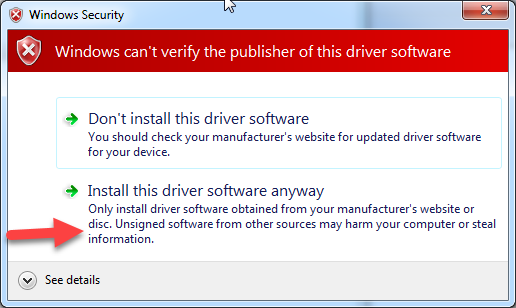 Windows Security
Windows can't verify the publisher of this driver software
Don't install this driver software
You should check your manufacturer's website for updated driver software
for your device.
Install this driver software anyway
Only install driver software obtained from your manufacturer's website or
disc. Unsigned software from other sources may harm your computer or steal
information.
See details